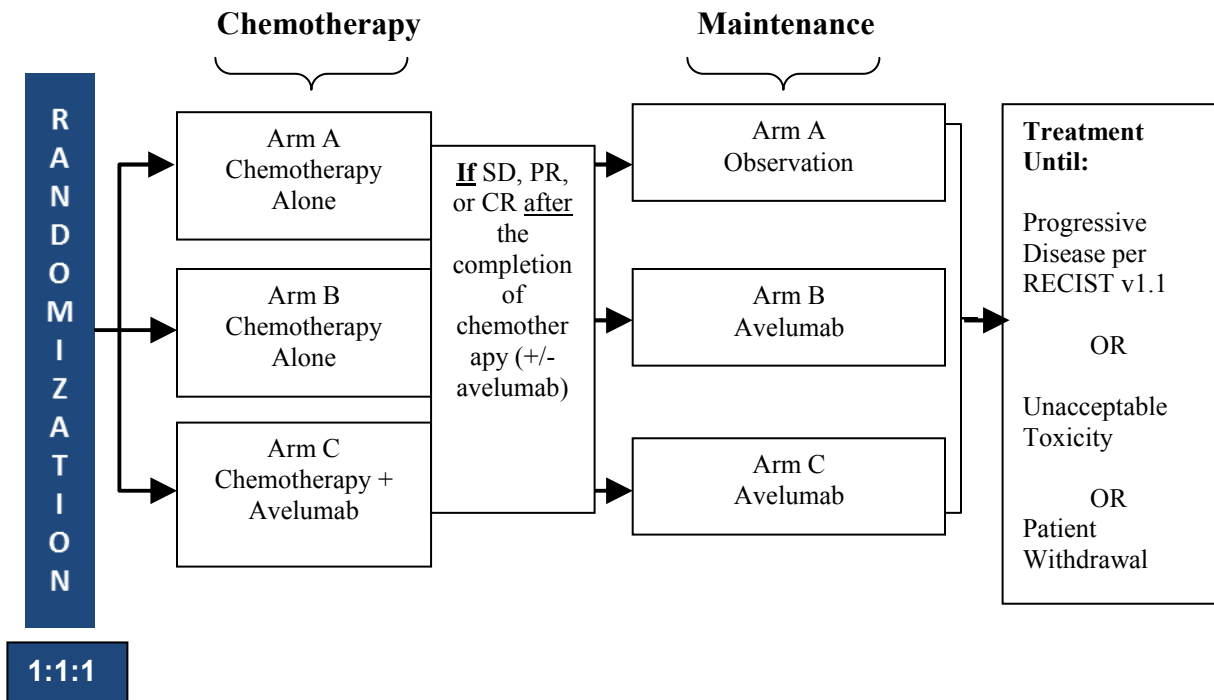 Chemotherapy
Maintenance
RANDOMIZATION
1:1:1
Arm A
Chemotherapy
Alone
Arm B
Chemotherapy
Alone
Arm C
Chemotherapy +
Avelumab
If SD, PR,
or CR after
the
completion
of
chemother
apy (+/-
avelumab)
Arm A
Observation
Arm B
Avelumab
Arm C
Avelumab
Treatment
Until:
Progressive
Disease per
RECIST v1.1
OR
Unacceptable
Toxicity
OR
Patient
Withdrawal